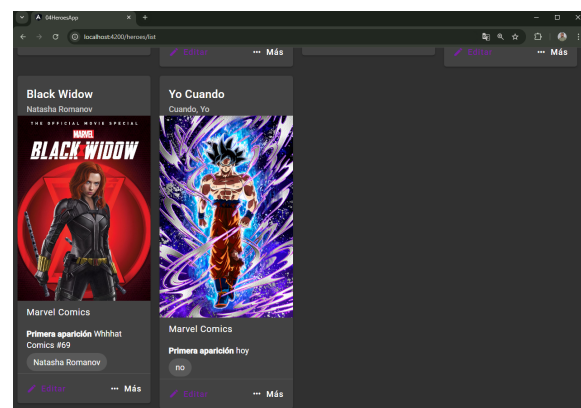 04HeroesApp
localhost:4200/heroes/list
Editar
Más
Editar
Más
Black Widow
Natasha Romanov
THE OFFICIAL MOVIE SPECIAL
MARVEL
BLACK WIDOW
Marvel Comics
Primera aparición Whhhat
Comics #69
Natasha Romanov
Editar
Más
Yo Cuando
Cuando, Yo
Marvel Comics
Primera aparición hoy
no
Editar
Más